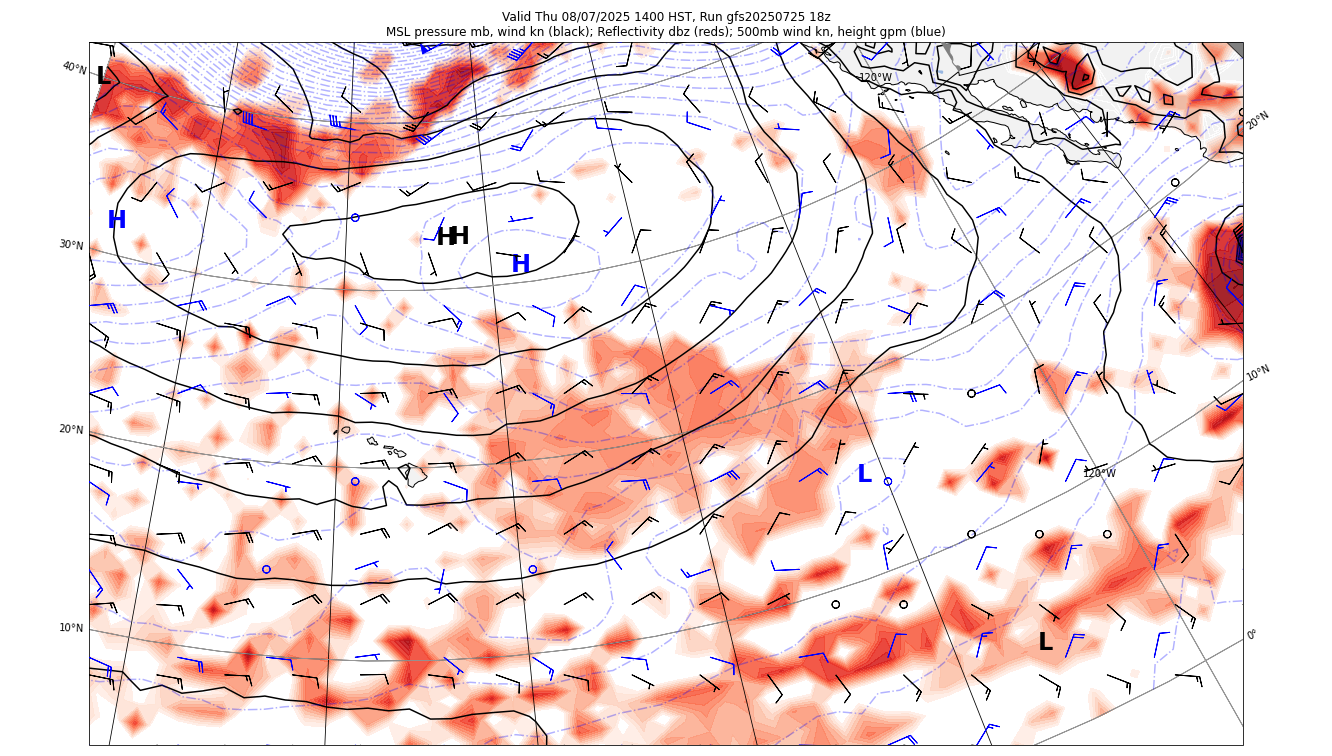 Valid Thu 08/07/2025 1400 HST, Run gfs20250725 18z
MSL pressure mb, wind kn (black); Reflectivity dbz (reds); 500mb wind kn, height gpm (blue)
L
40°N
120°W
20°N
H
30°N
H H
H
10°N
20°N
L
120°W
10°N
L
0°